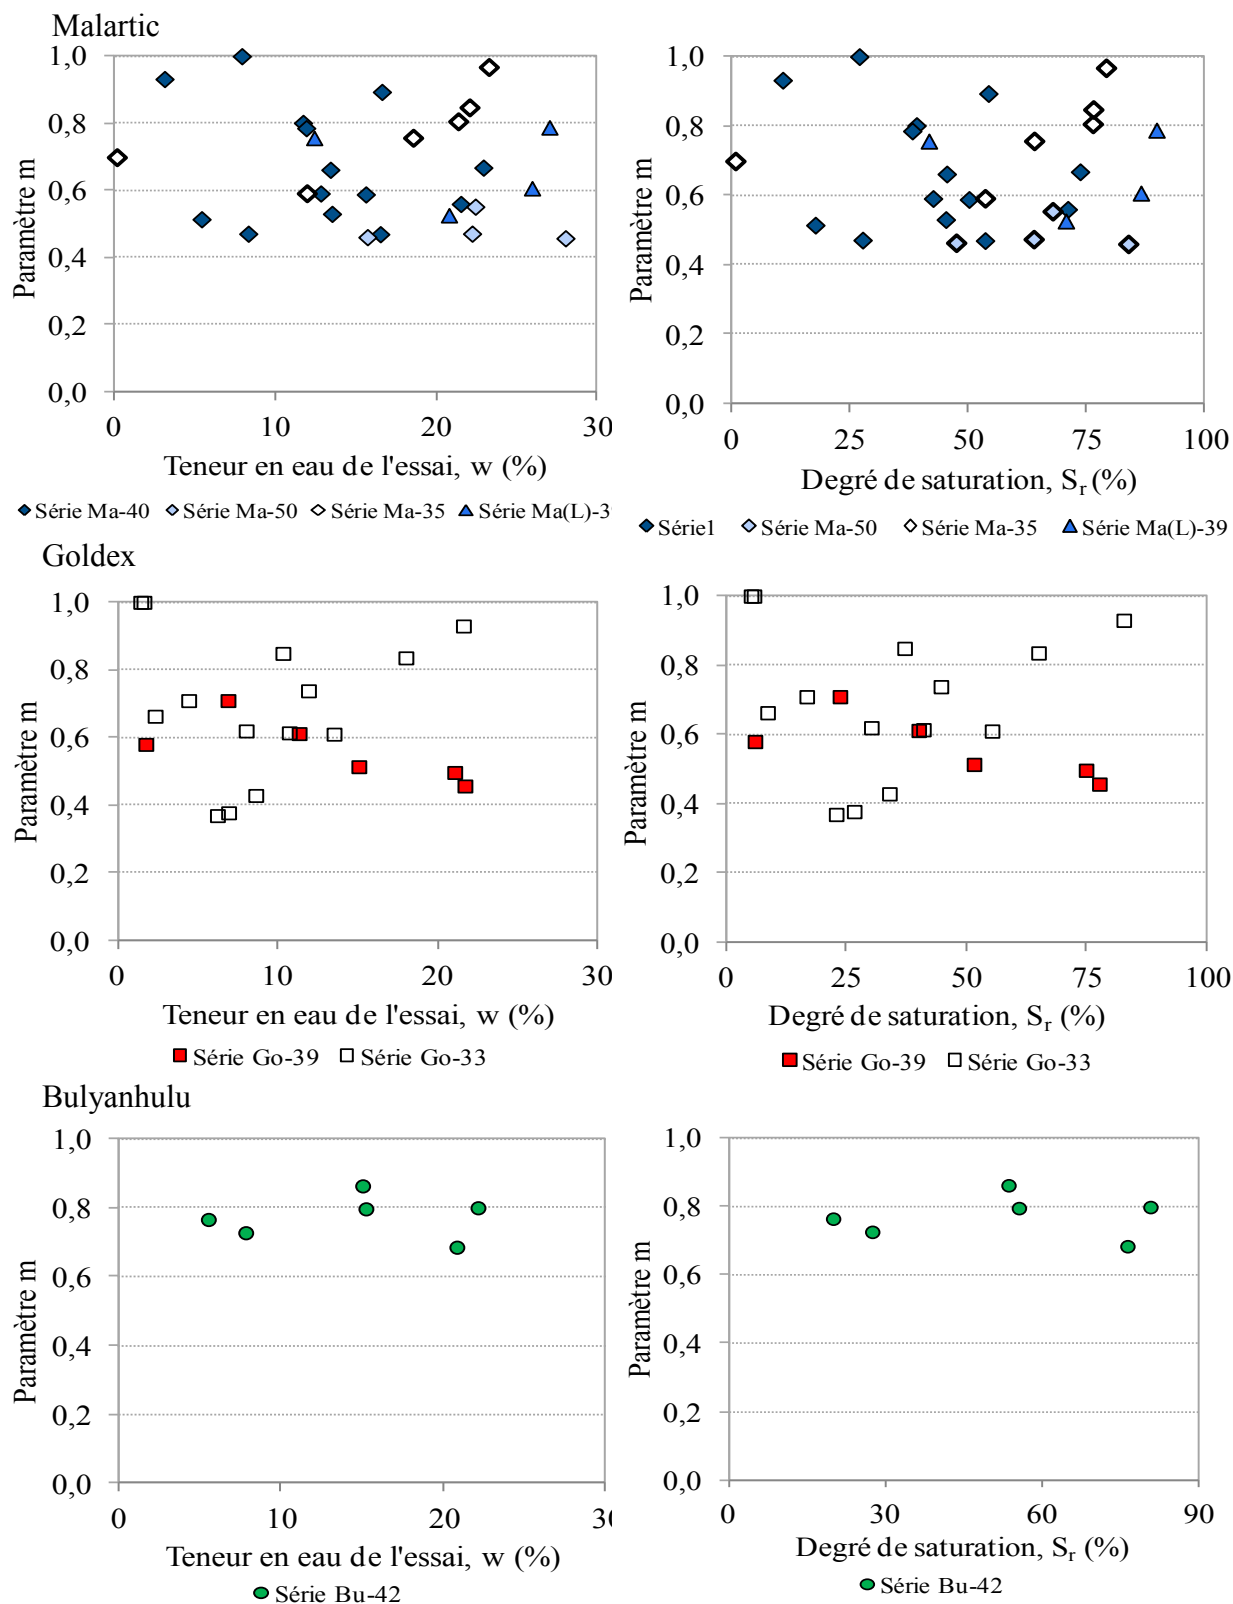 Malartic
1,0
0,8
0,6
0,4
0,2
0,0
Paramètre m
0 10 20 30
Teneur en eau de l'essai, w (%)
Série Ma-40 Série Ma-50 Série Ma-35 Série Ma(L)-3
1,0
0,8
0,6
0,4
0,2
0,0
Paramètre m
0 25 50 75 100
Degré de saturation, Sr (%)
Série1 Série Ma-50 Série Ma-35 Série Ma(L)-39
Goldex
1,0
0,8
0,6
0,4
0,2
0,0
Paramètre m
0 10 20 30
Teneur en eau de l'essai, w (%)
Série Go-39 Série Go-33
1,0
0,8
0,6
0,4
0,2
0,0
Paramètre m
0 25 50 75 100
Degré de saturation, Sr (%)
Série Go-39 Série Go-33
Bulyanhulu
1,0
0,8
0,6
0,4
0,2
0,0
Paramètre m
0 10 20 3
Teneur en eau de l'essai, w (%)
Série Bu-42
1,0
0,8
0,6
0,4
0,2
0,0
Paramètre m
0 30 60 90
Degré de saturation, Sr (%)
Série Bu-42